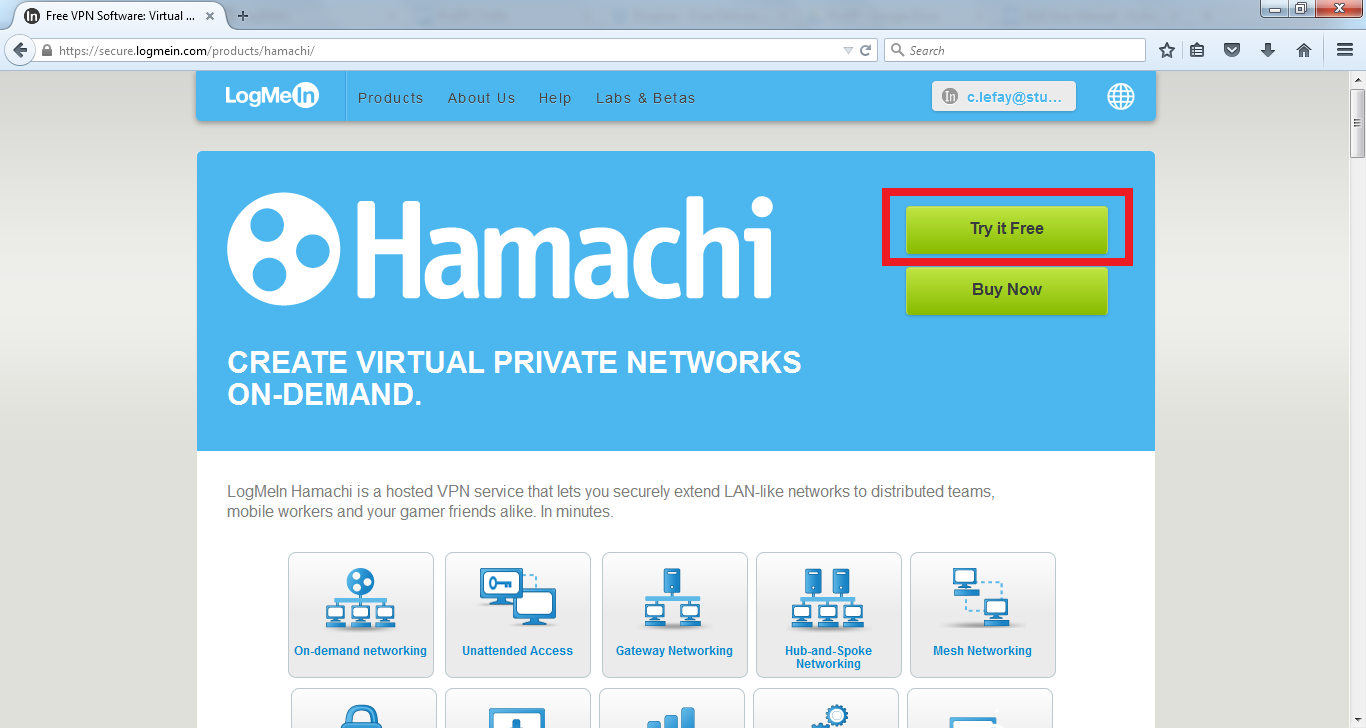 Free VPN Software: Virtual ...
https://secure.logmein.com/products/hamachi/
Search
LogMeIn
Products
About Us
Help
Labs & Betas
In
c.lefay@stu...
Hamachi
Try it Free
Buy Now
CREATE VIRTUAL PRIVATE NETWORKS
ON-DEMAND.
LogMeIn Hamachi is a hosted VPN service that lets you securely extend LAN-like networks to distributed teams,
mobile workers and your gamer friends alike. In minutes.
On-demand networking
Unattended Access
Gateway Networking
Hub-and-Spoke
Networking
Mesh Networking